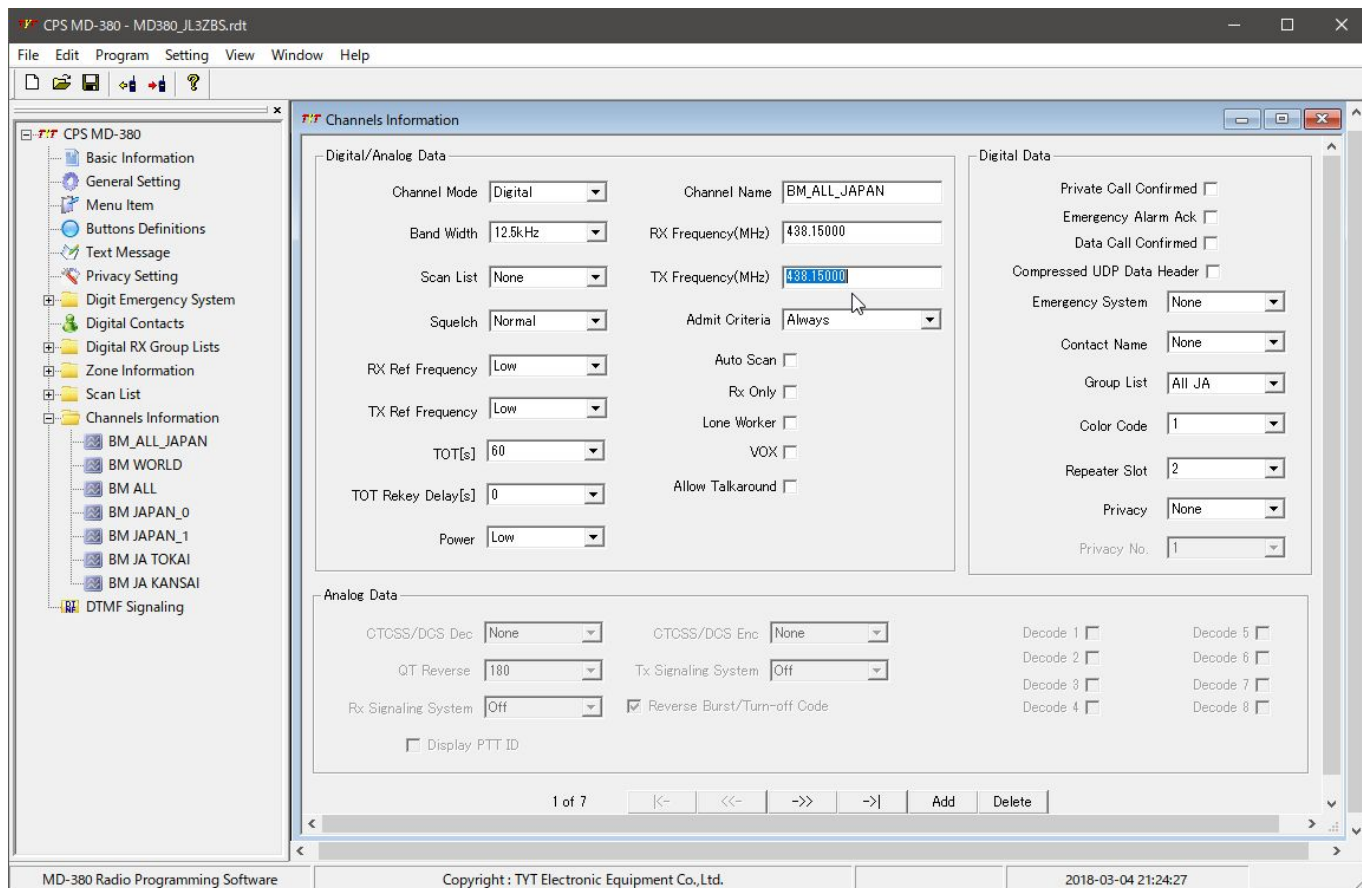 TYT CPS MD-380 - MD380_JL3ZBS.rdt
File Edit Program Setting View Window Help
TYT CPS MD-380
Basic Information
General Setting
Menu Item
Buttons Definitions
Text Message
Privacy Setting
Digit Emergency System
Digital Contacts
Digital RX Group Lists
Zone Information
Scan List
Channels Information
BM_ALL_JAPAN
BM WORLD
BM ALL
BM JAPAN_0
BM JAPAN_1
BM JA TOKAI
BM JA KANSAI
DTMF Signaling
TYT Channels Information
Digital/Analog Data
Channel Mode Digital
Channel Name BM_ALL_JAPAN
Band Width 12.5kHz
RX Frequency(MHz) 438.15000
Scan List None
TX Frequency(MHz) 438.15000
Squelch Normal
Admit Criteria Always
RX Ref Frequency Low
Auto Scan
Rx Only
TX Ref Frequency Low
Lone Worker
TOT[s] 60
VOX
TOT Rekey Delay[s] 0
Allow Talkaround
Power Low
Digital Data
Private Call Confirmed
Emergency Alarm Ack
Data Call Confirmed
Compressed UDP Data Header
Emergency System None
Contact Name None
Group List All JA
Color Code 1
Repeater Slot 2
Privacy None
Privacy No. 1
Analog Data
CTCSS/DCS Dec None
CTCSS/DCS Enc None
QT Reverse 180
Tx Signaling System Off
Rx Signaling System Off
Reverse Burst/Turn-off Code
Display PTT ID
Decode 1 Decode 5
Decode 2 Decode 6
Decode 3 Decode 7
Decode 4 Decode 8
1 of 7 |<- <<- ->> ->| Add Delete
MD-380 Radio Programming Software Copyright : TYT Electronic Equipment Co.,Ltd. 2018-03-04 21:24:27